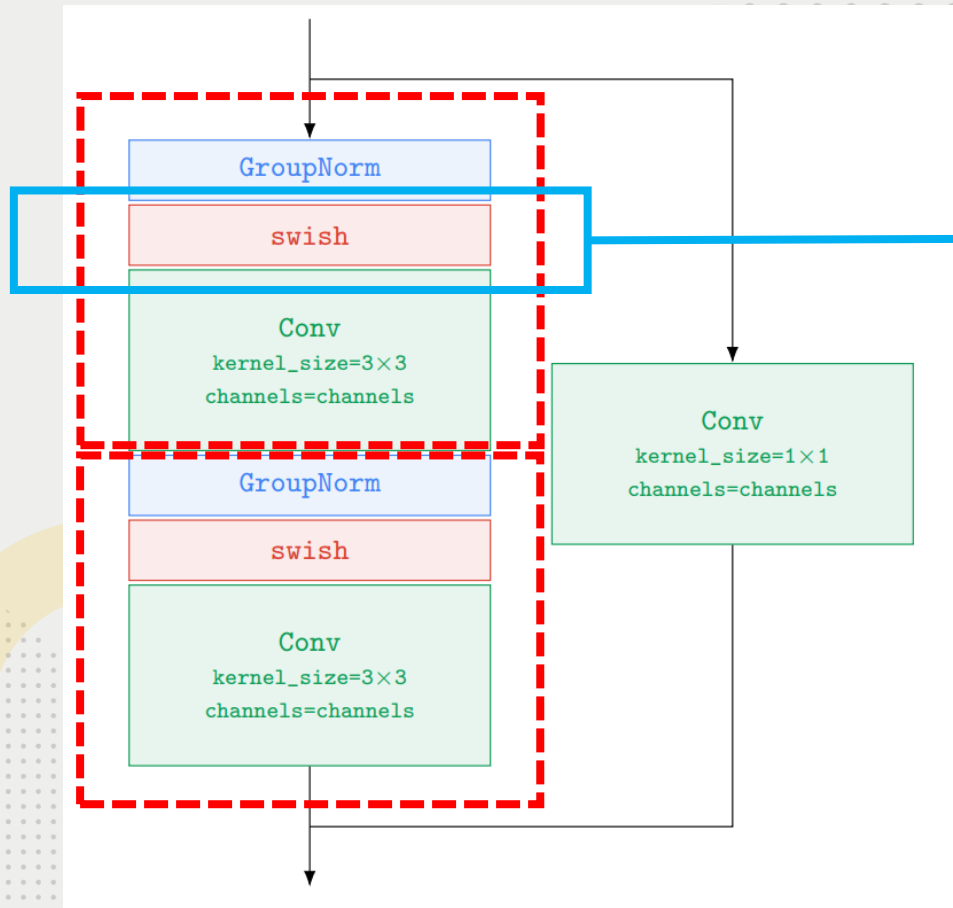 GroupNorm
swish
Conv
kernel_size=3×3
channels=channels
GroupNorm
swish
Conv
kernel_size=3×3
channels=channels
Conv
kernel_size=1×1
channels=channels